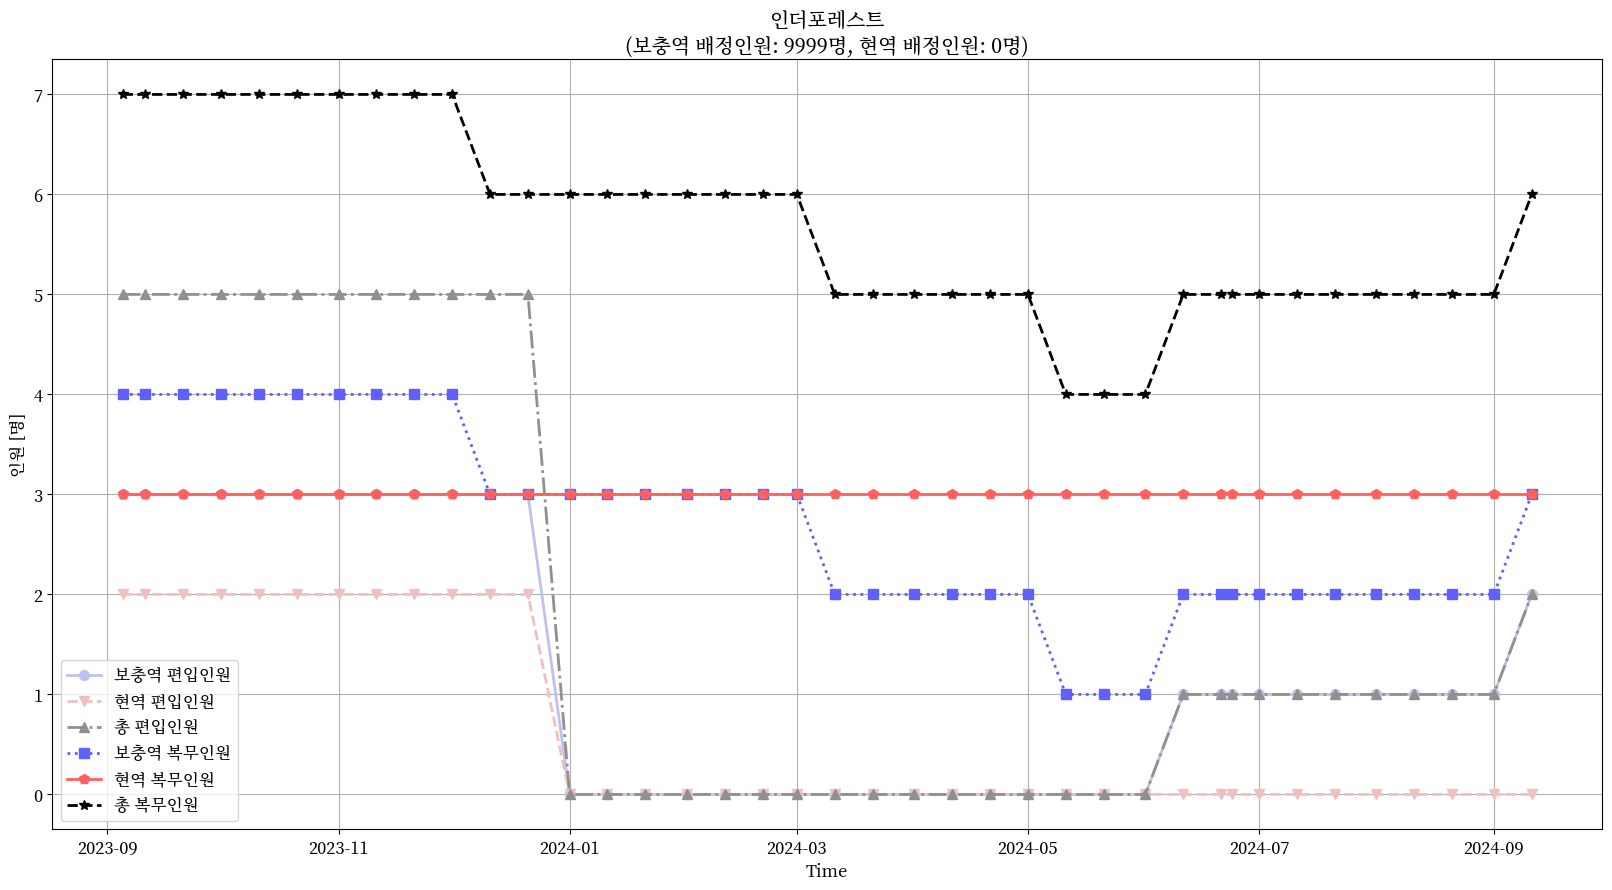 인더포레스트
(보충역 배정인원: 9999명, 현역 배정인원: 0명)
인원 [명]
7
6
5
4
3
2
1
0
보충역 편입인원
현역 편입인원
총 편입인원
보충역 복무인원
현역 복무인원
총 복무인원
2023-09
2023-11
2024-01
2024-03
2024-05
2024-07
2024-09
Time